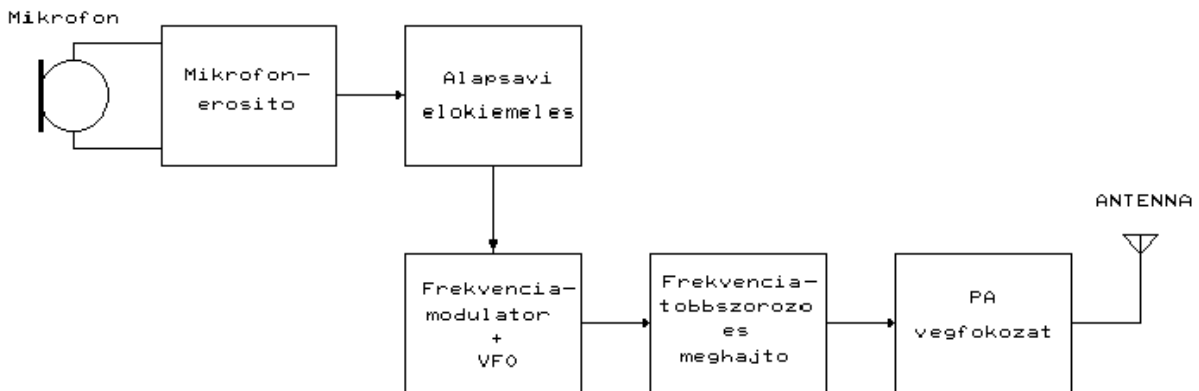 Mikrofon
Mikrofon-
erosito
Alapsavi
elokiemeles
ANTENNA
Frekvencia-
modulator
+
VFO
Frekvencia-
tobbszorozo
es
meghajto
PA
vegfokozat